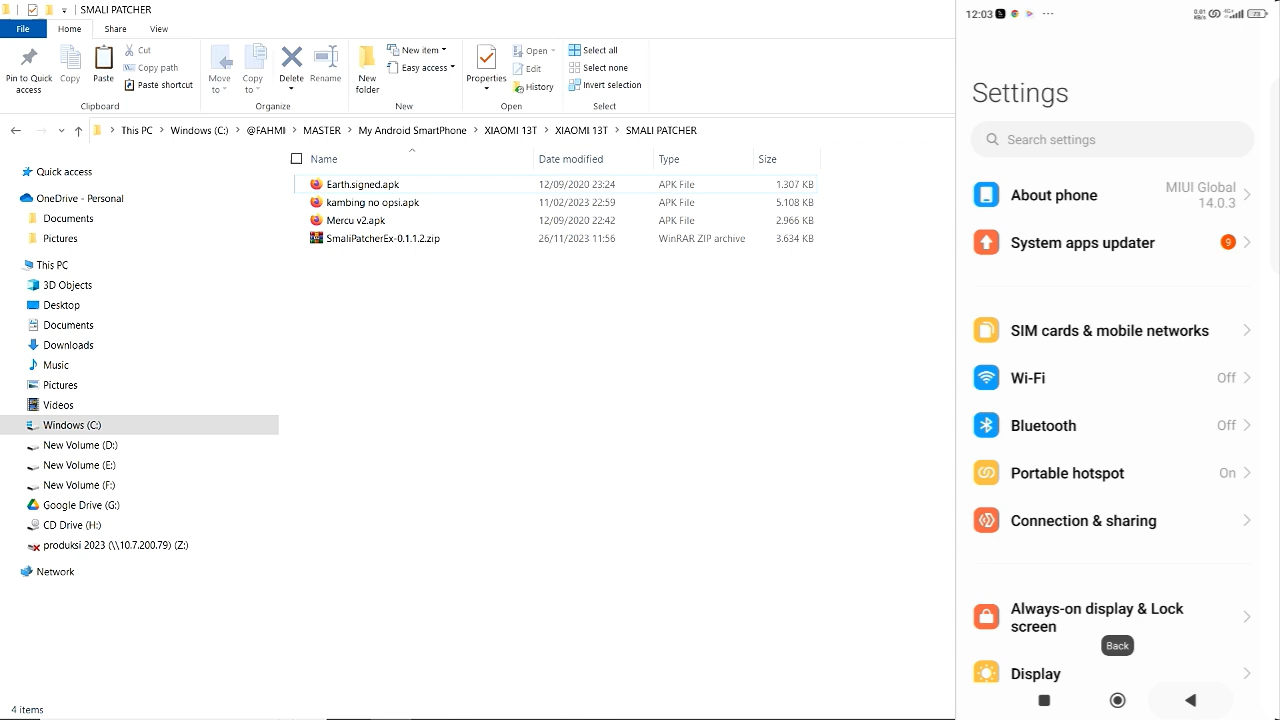 SMALI PATCHER
File
Home
Share
View
Pin to Quick access
Copy
Paste
Cut
Copy path
Paste shortcut
Clipboard
Move to
Copy to
Delete
Rename
Organize
New folder
New item
Easy access
New
Properties
Open
Edit
History
Open
Select all
Select none
Invert selection
Select
This PC > Windows (C:) > @FAHMI > MASTER > My Android SmartPhone > XIAOMI 13T > XIAOMI 13T > SMALI PATCHER
Quick access
OneDrive - Personal
Documents
Pictures
This PC
3D Objects
Desktop
Documents
Downloads
Music
Pictures
Videos
Windows (C:)
New Volume (D:)
New Volume (E:)
New Volume (F:)
Google Drive (G:)
CD Drive (H:)
produksi 2023 (\\10.7.200.79) (Z:)
Network
Name Date modified Type Size
Earth.signed.apk 12/09/2020 23:24 APK File 1.307 KB
kambing no opsi.apk 11/02/2023 22:59 APK File 5.108 KB
Mercu v2.apk 12/09/2020 22:42 APK File 2.966 KB
SmaliPatcherEx-0.1.1.2.zip 26/11/2023 11:56 WinRAR ZIP archive 3.634 KB
4 items
12:03 0.01 KB/s 4G+ 73
Settings
Search settings
About phone MIUI Global
14.0.3
System apps updater 9
SIM cards & mobile networks
Wi-Fi Off
Bluetooth Off
Portable hotspot On
Connection & sharing
Always-on display & Lock
screen
Back
Display